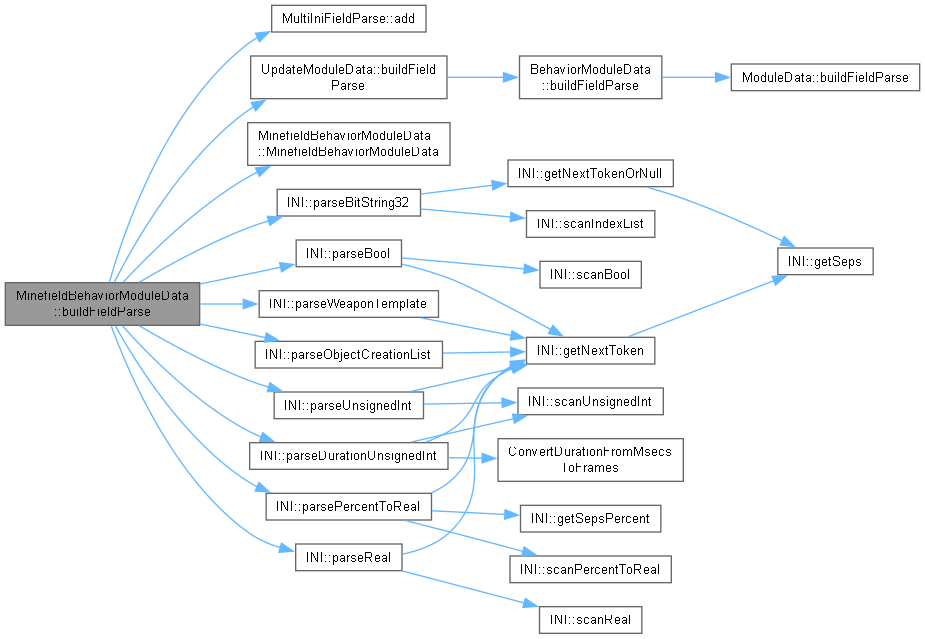 MinefieldBehaviorModuleData
::buildFieldParse
MultiIniFieldParse::add
UpdateModuleData::buildField
Parse
BehaviorModuleData
::buildFieldParse
ModuleData::buildFieldParse
MinefieldBehaviorModuleData
::MinefieldBehaviorModuleData
INI::parseBitString32
INI::getNextTokenOrNull
INI::scanIndexList
INI::getSeps
INI::parseBool
INI::scanBool
INI::parseWeaponTemplate
INI::parseObjectCreationList
INI::getNextToken
INI::parseUnsignedInt
INI::scanUnsignedInt
INI::parseDurationUnsignedInt
ConvertDurationFromMsecs
ToFrames
INI::parsePercentToReal
INI::getSepsPercent
INI::parseReal
INI::scanPercentToReal
INI::scanReal